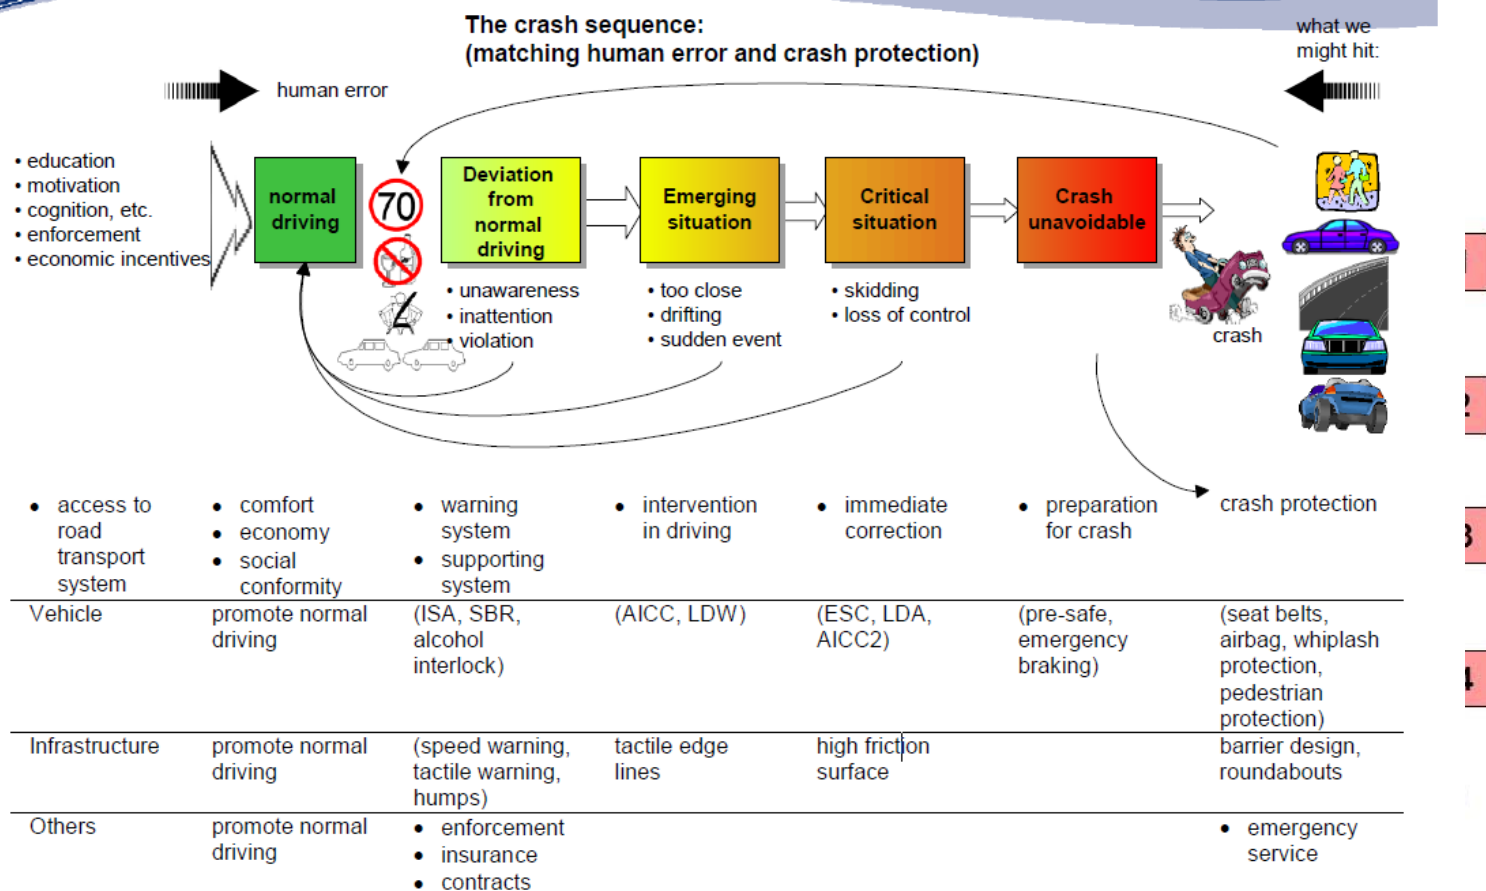 The crash sequence:
(matching human error and crash protection)
what we
might hit:
human error
• education
• motivation
• cognition, etc.
• enforcement
• economic incentives
normal
driving
70
Deviation
from
normal
driving
Emerging
situation
Critical
situation
Crash
unavoidable
• unawareness
• inattention
• violation
• too close
• drifting
• sudden event
• skidding
• loss of control
crash
• access to
road
transport
system
• comfort
• economy
• social
conformity
• warning
system
• supporting
system
• intervention
in driving
• immediate
correction
• preparation
for crash
crash protection
Vehicle
promote normal
driving
(ISA, SBR,
alcohol
interlock)
(AICC, LDW)
(ESC, LDA,
AICC2)
(pre-safe,
emergency
braking)
(seat belts,
airbag, whiplash
protection,
pedestrian
protection)
Infrastructure
promote normal
driving
(speed warning,
tactile warning,
humps)
tactile edge
lines
high friction
surface
barrier design,
roundabouts
Others
promote normal
driving
• enforcement
• insurance
• contracts
• emergency
service